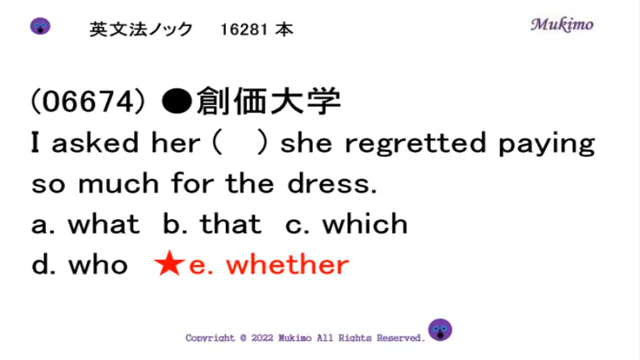 英文法ノック 16281 本
Mukimo
(06674) ●創価大学
I asked her ( ) she regretted paying
so much for the dress.
a. what b. that c. which
d. who ★e. whether
Copyright © 2022 Mukimo All Rights Reserved.